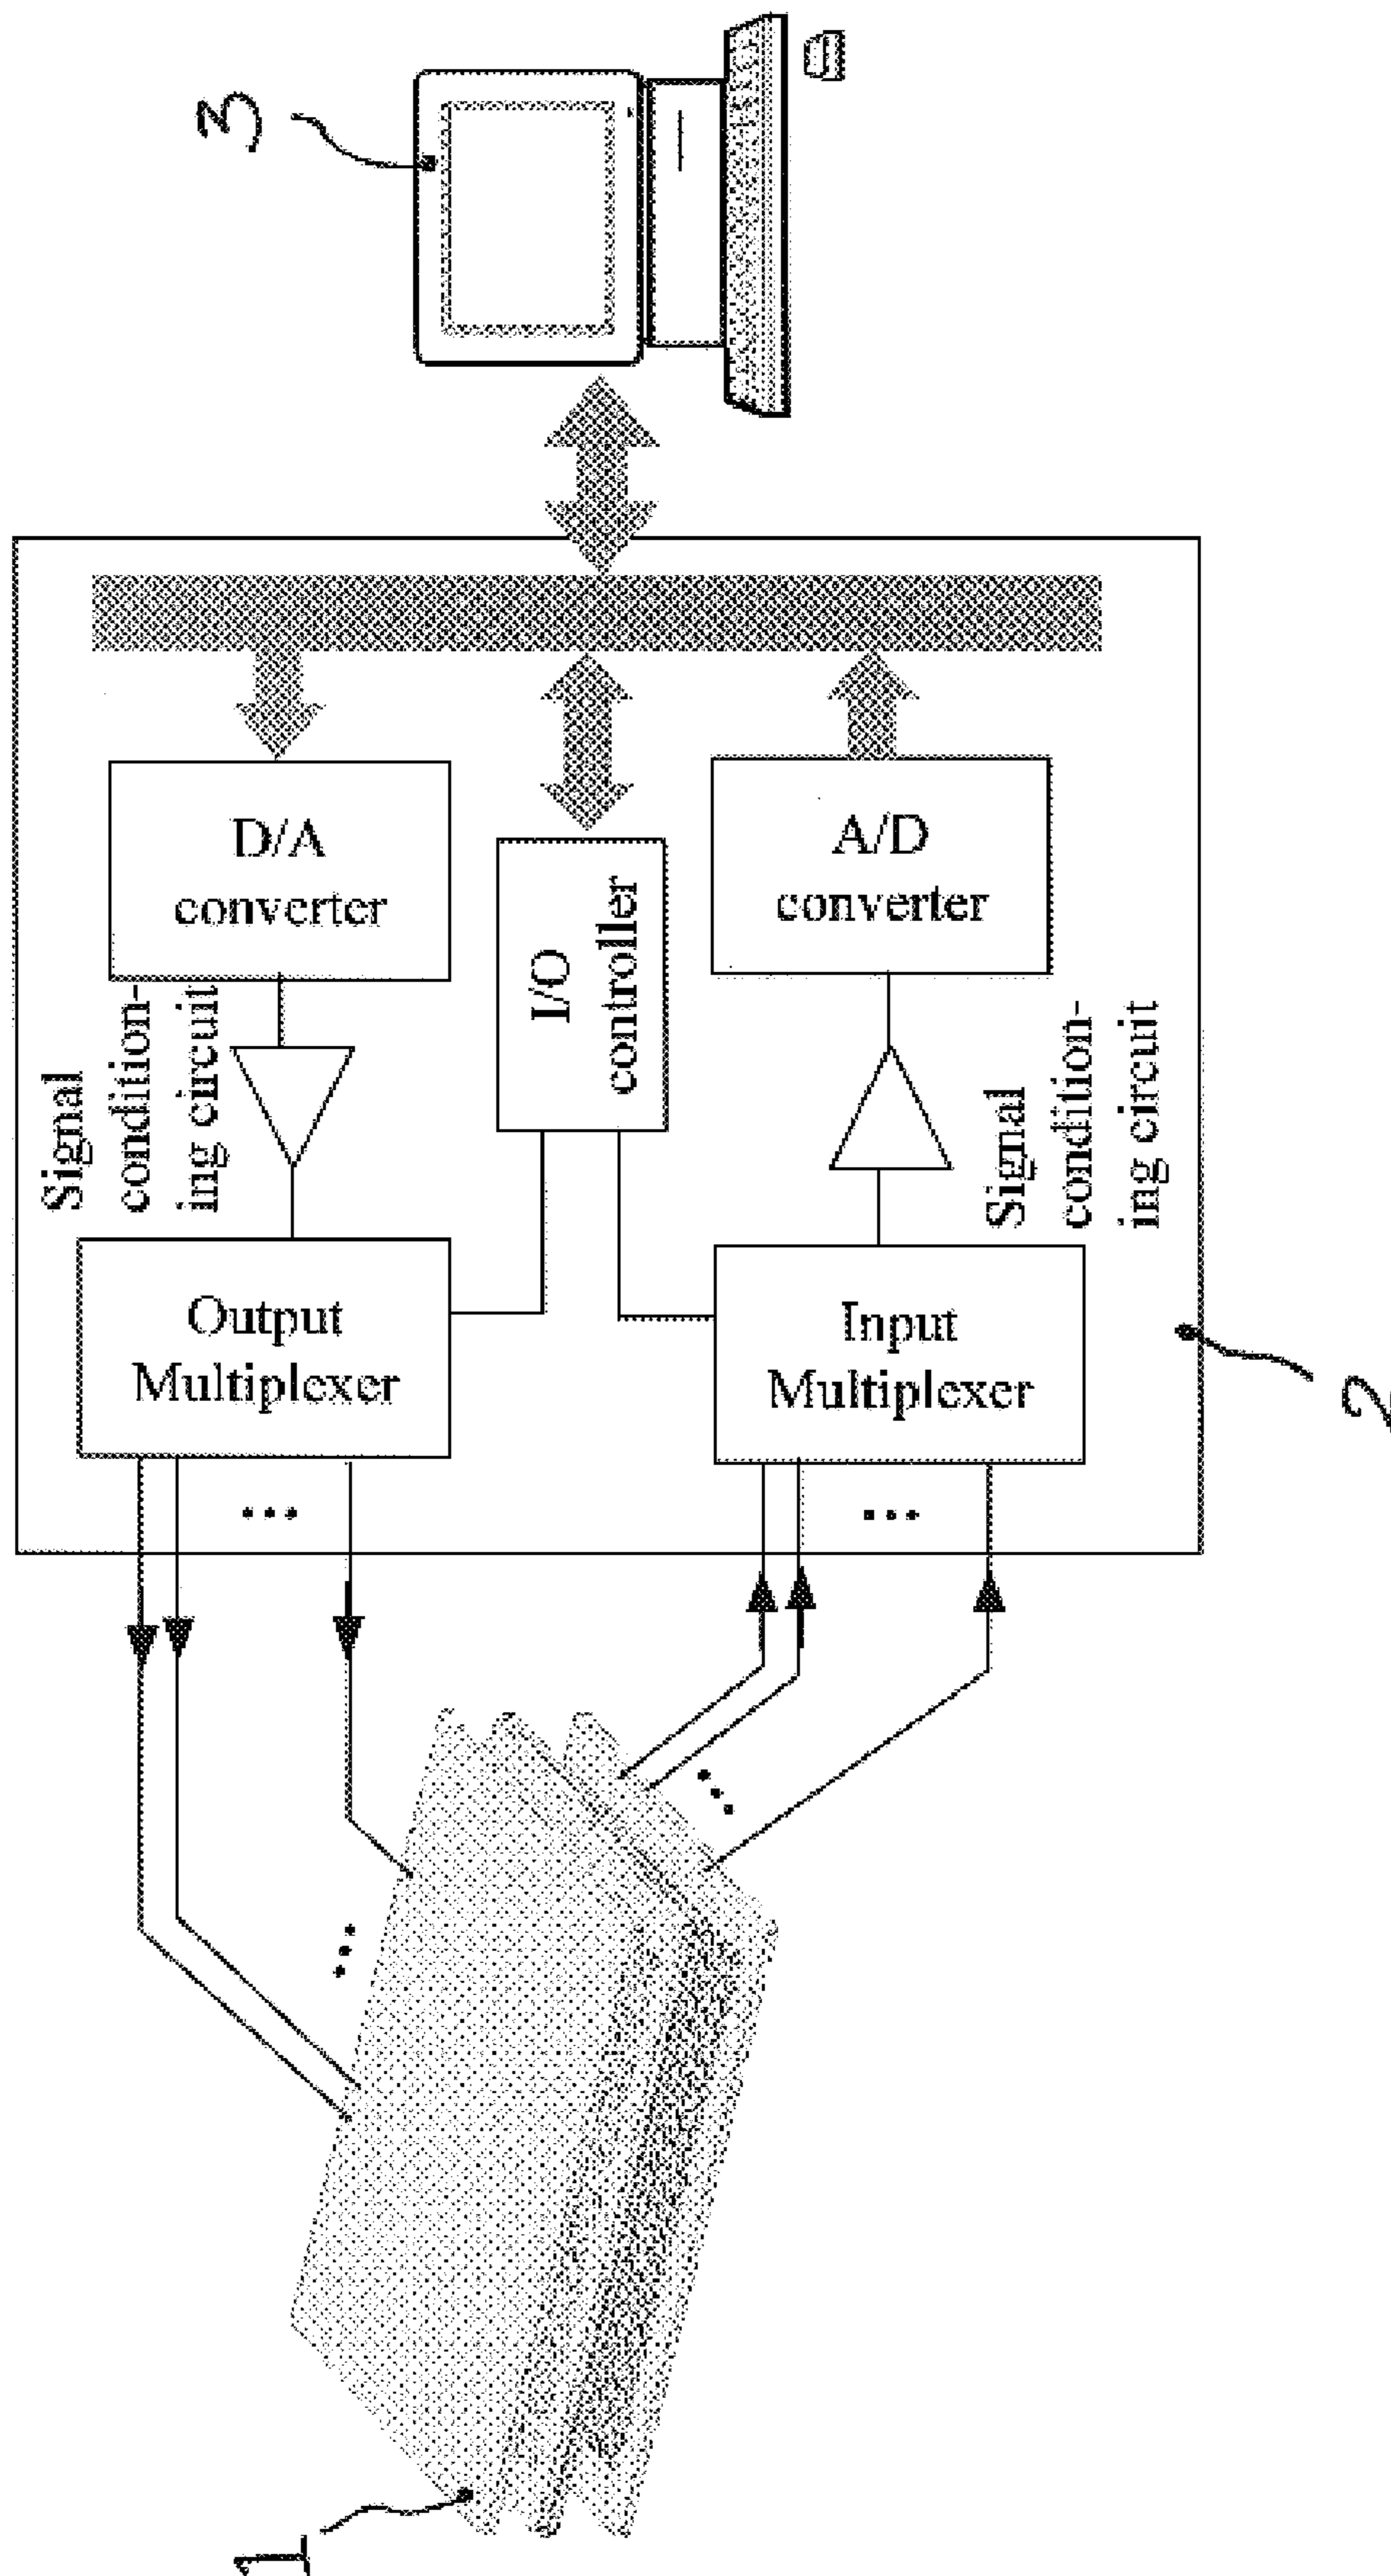 3
D/A
converter
I/O
controller
A/D
converter
Signal
condition-
ing circuit
Signal
condition-
ing circuit
Output
Multiplexer
Input
Multiplexer
...
...
2
...
...
1